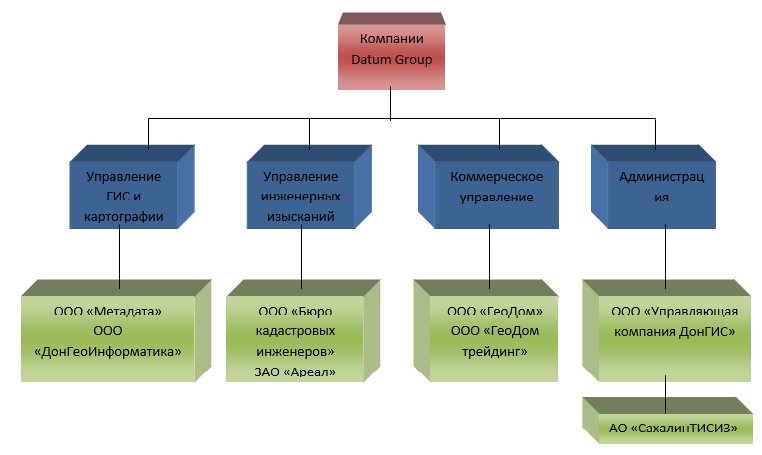 Компании
Datum Group
Управление
ГИС и
картографии
Управление
инженерных
изысканий
Коммерческое
управление
Администрац
ия
ООО «Метадата»
ООО
«ДонГеоИнформатика»
ООО «Бюро
кадастровых
инженеров»
ЗАО «Ареал»
ООО «ГеоДом»
ООО «ГеоДом
трейдинг»
ООО «Управляющая
компания ДонГИС»
АО «СахалинТИСИЗ»